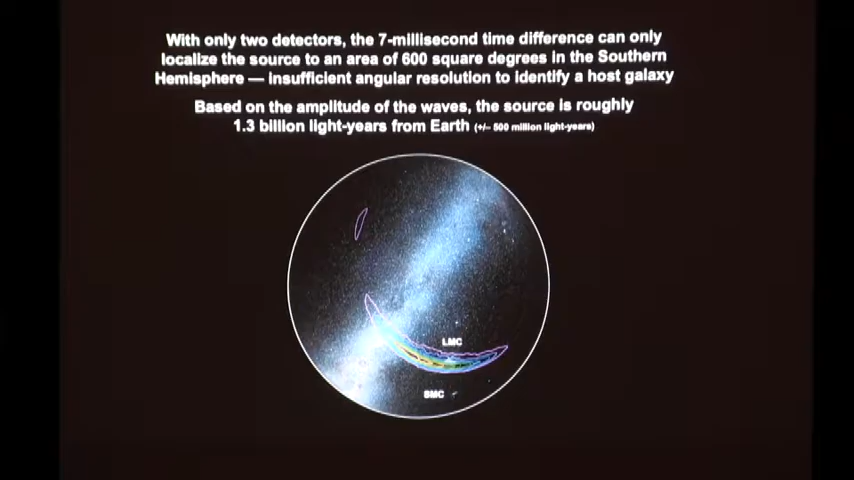 With only two detectors, the 7-millisecond time difference can only
localize the source to an area of 600 square degrees in the Southern
Hemisphere — insufficient angular resolution to identify a host galaxy
Based on the amplitude of the waves, the source is roughly
1.3 billion light-years from Earth (+/– 500 million light-years)
LMC
SMC